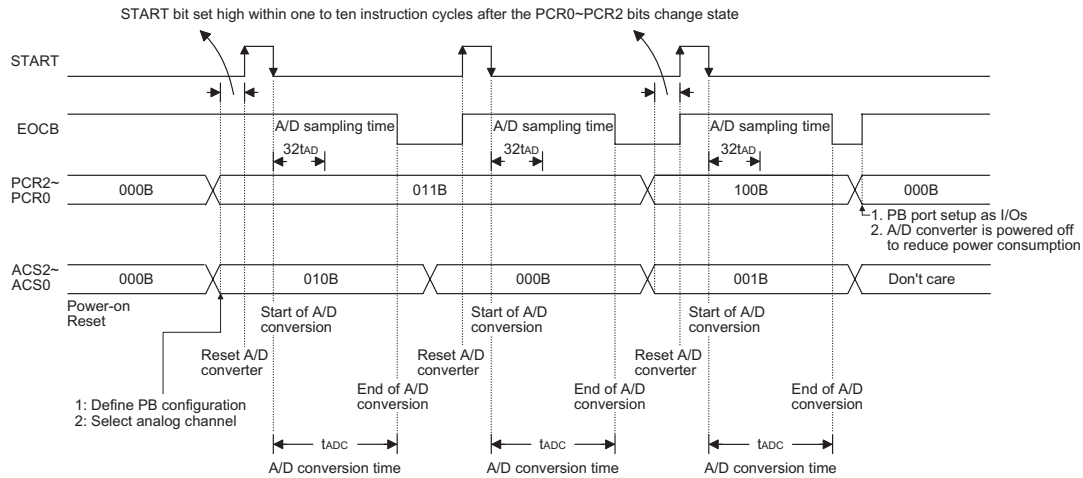 START bit set high within one to ten instruction cycles after the PCR0~PCR2 bits change state
START
EOCB
A/D sampling time
A/D sampling time
A/D sampling time
32tAD
32tAD
32tAD
PCR2~
PCR0
000B
011B
100B
000B
1. PB port setup as I/Os
2. A/D converter is powered off
to reduce power consumption
ACS2~
ACS0
000B
010B
000B
001B
Don't care
Power-on
Reset
Start of A/D
conversion
Start of A/D
conversion
Start of A/D
conversion
Reset A/D
converter
Reset A/D
converter
Reset A/D
converter
1: Define PB configuration
2: Select analog channel
End of A/D
conversion
End of A/D
conversion
End of A/D
conversion
tADC
tADC
tADC
A/D conversion time
A/D conversion time
A/D conversion time